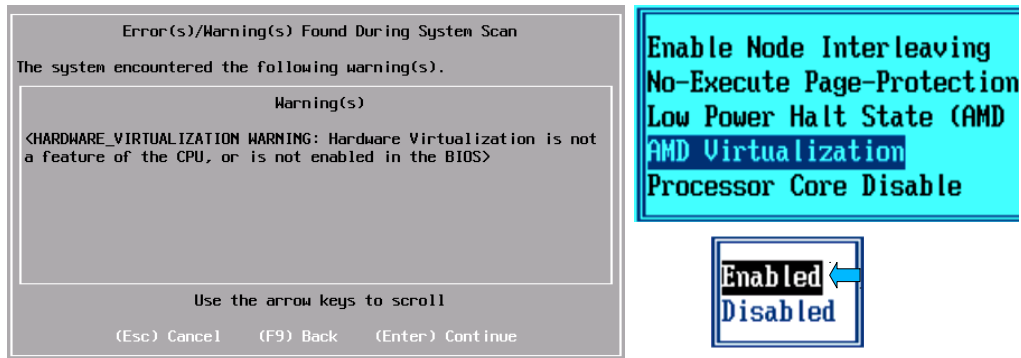 Error(s)/Warning(s) Found During System Scan
The system encountered the following warning(s).
Warning(s)
<HARDWARE_VIRTUALIZATION WARNING: Hardware Virtualization is not
a feature of the CPU, or is not enabled in the BIOS>
Use the arrow keys to scroll
(Esc) Cancel (F9) Back (Enter) Continue
Enable Node Interleaving
No-Execute Page-Protection
Low Power Halt State (AMD
AMD Virtualization
Processor Core Disable
Enabled
Disabled